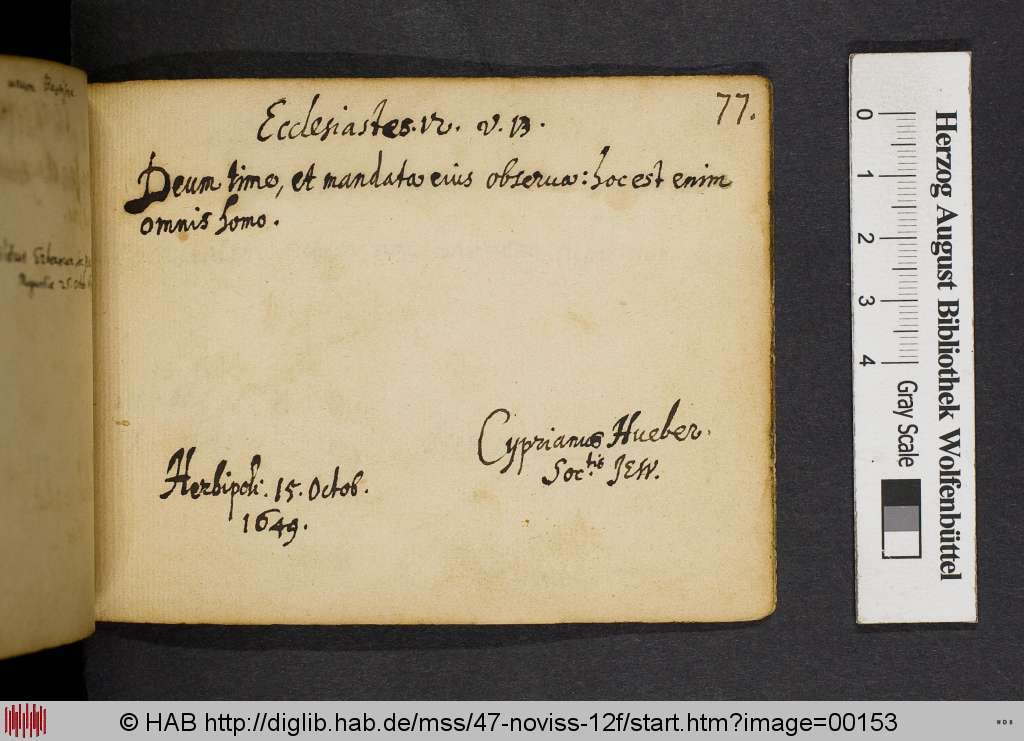 77.
Ecclesiastes. 12. v. 13.
Deum time, et mandata eius observa: hoc est enim
omnis homo.
Cyprianus Hueber.
Soc.tis JESV.
Herbipoli. 15. Octob.
1649.
0 1 2 3 4
Herzog August Bibliothek Wolfenbüttel
Gray Scale
© HAB http://diglib.hab.de/mss/47-noviss-12f/start.htm?image=00153